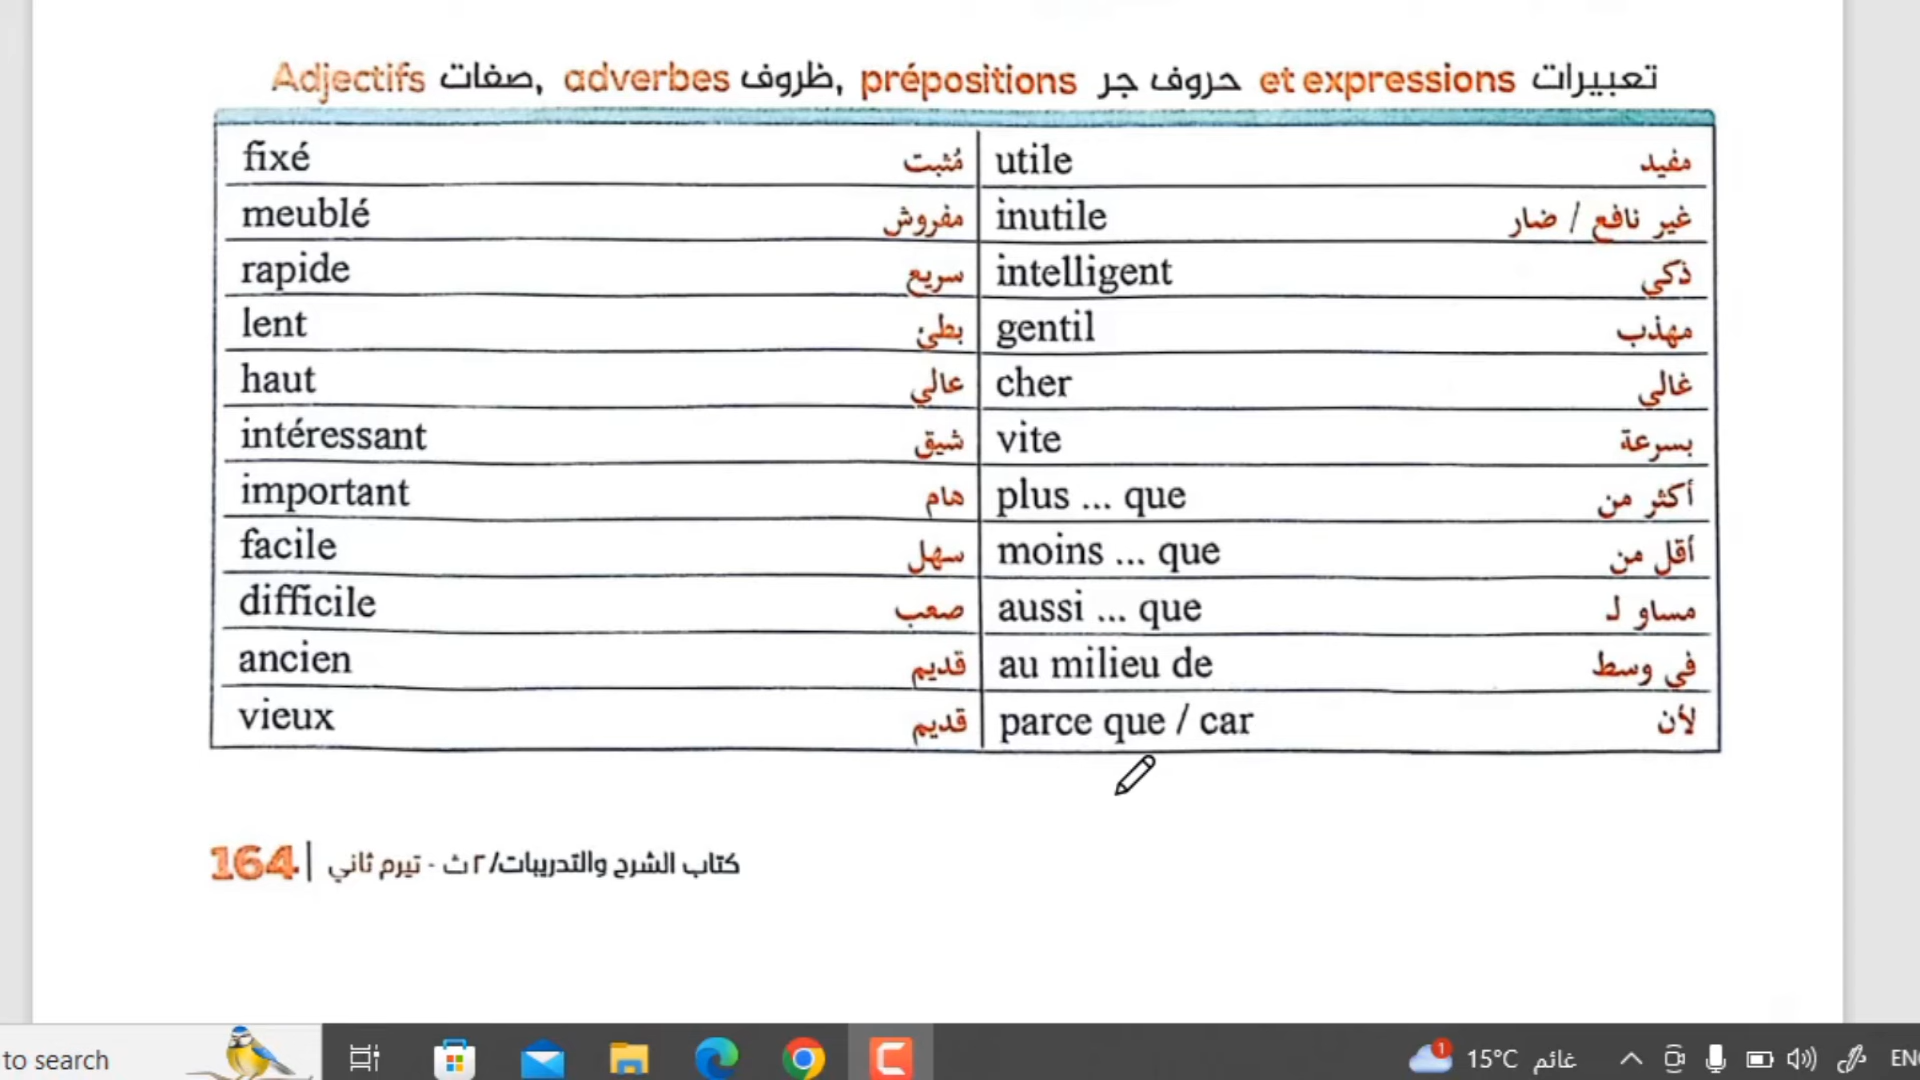 Adjectifs صفات, adverbes ظروف, prépositions حروف جر et expressions تعبيرات
fixé مُثبت utile مفيد
meublé مفروش inutile غير نافع / ضار
rapide سريع intelligent ذكي
lent بطئ gentil مهذب
haut عالي cher غالي
intéressant شيق vite بسرعة
important هام plus ... que أكثر من
facile سهل moins ... que أقل من
difficile صعب aussi ... que مساو لـ
ancien قديم au milieu de في وسط
vieux قديم parce que / car لأن
164 | كتاب الشرح والتدريبات/٢ث - تيرم ثاني
to search 1 15°C غائم ENG